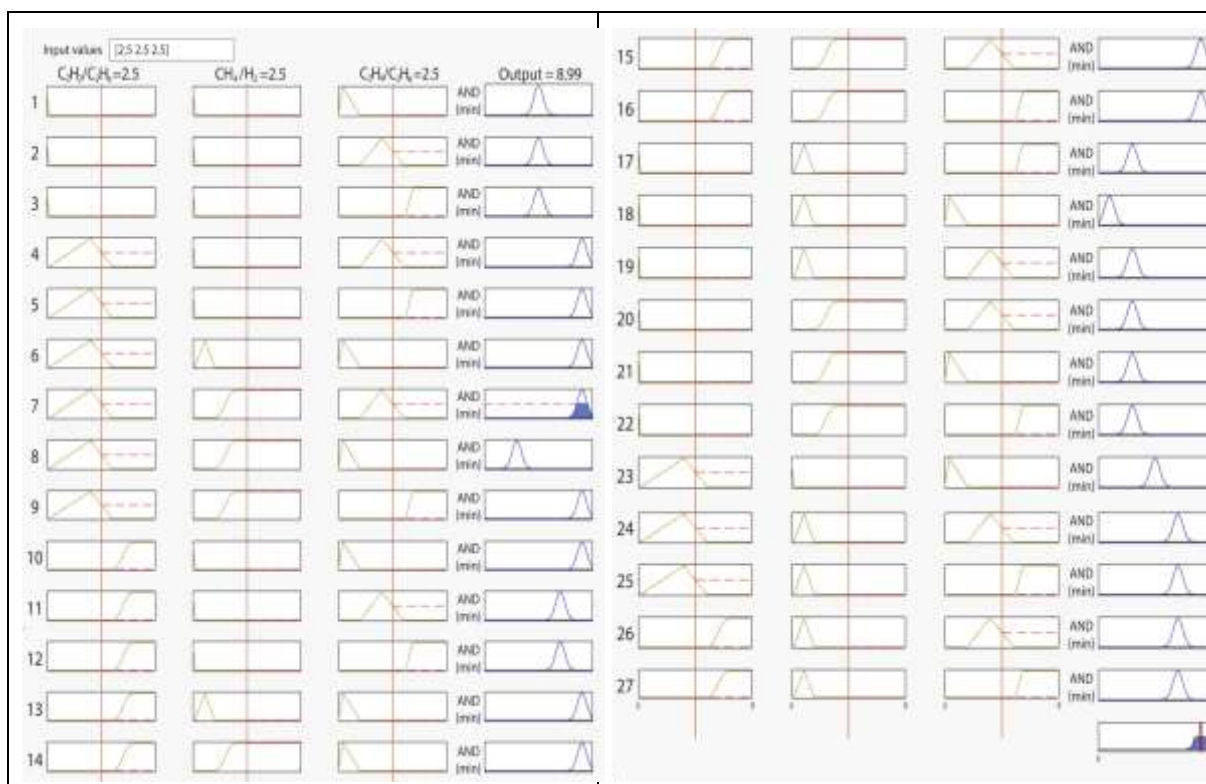 Input values [2.5 2.5 2.5]
C₂H₂/C₂H₄=2.5 CH₄/H₂=2.5 C₂H₄/C₂H₆=2.5 Output = 8.99
1 AND (min)
2 AND (min)
3 AND (min)
4 AND (min)
5 AND (min)
6 AND (min)
7 AND (min)
8 AND (min)
9 AND (min)
10 AND (min)
11 AND (min)
12 AND (min)
13 AND (min)
14 AND (min)
15 AND (min)
16 AND (min)
17 AND (min)
18 AND (min)
19 AND (min)
20 AND (min)
21 AND (min)
22 AND (min)
23 AND (min)
24 AND (min)
25 AND (min)
26 AND (min)
27 AND (min)